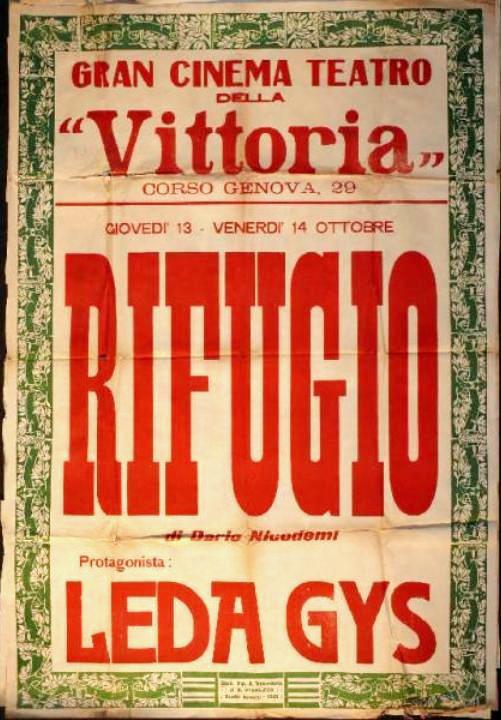 GRAN CINEMA TEATRO
DELLA
"Vittoria„
CORSO GENOVA, 29
GIOVEDI' 13 - VENERDI' 14 OTTOBRE
RIFUGIO
di Dario Nicodemi
Protagonista:
LEDA GYS